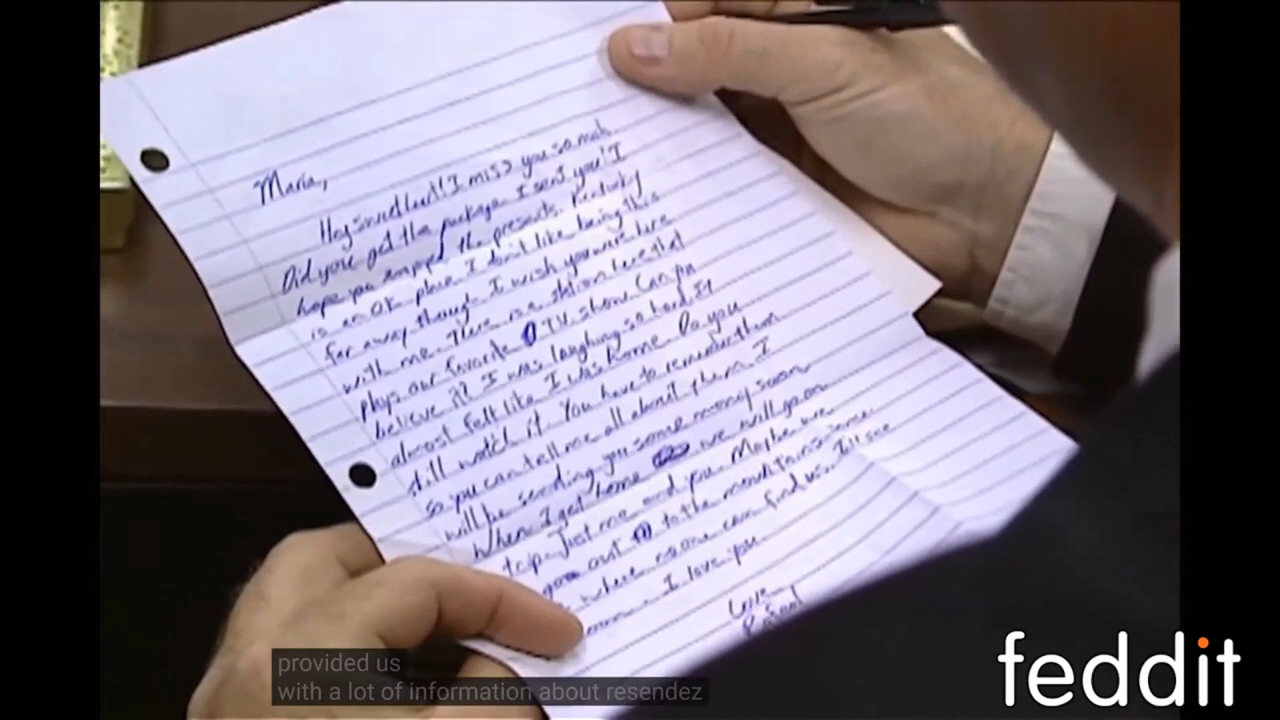 Maria,
Hey sweetheart! I miss you so much.
Did you get the package I sent you? I
hope you enjoyed the presents. Kentucky
is an OK place I don't like being this
far away though. I wish you were here
with me. There is a station here that
plays our favorite TV show. Can you
believe it? I was laughing so hard. It
almost felt like I was home. Do you
still watch it. You have to remember them
so you can tell me all about them. I
will be sending you some money soon
When I get home we will go on
trip. Just me and you. Maybe we
out to the mountains
where no one can find us. I'll see
I love you
Love
provided us
with a lot of information about resendez
feddit